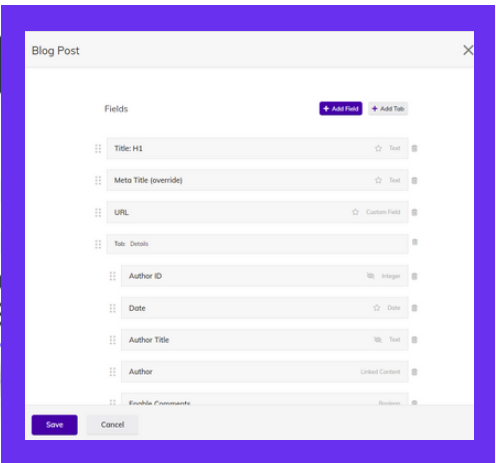 Blog Post
Fields
+ Add Field
+ Add Tab
Title: H1 Text
Meta Title (override) Text
URL Custom Field
Tab: Details
Author ID Integer
Date Date
Author Title Text
Author Linked Content
Enable Comments Boolean
Save
Cancel